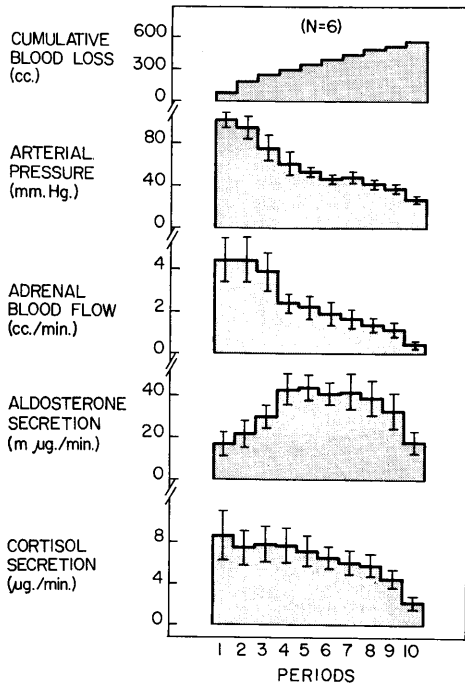 (N=6)
CUMULATIVE
BLOOD LOSS
(cc.)
600
300
0
ARTERIAL
PRESSURE
(mm. Hg.)
80
40
0
ADRENAL
BLOOD FLOW
(cc./min.)
4
2
0
ALDOSTERONE
SECRETION
(m µg./min.)
40
20
0
CORTISOL
SECRETION
(µg./min.)
8
4
0
1 2 3 4 5 6 7 8 9 10
PERIODS